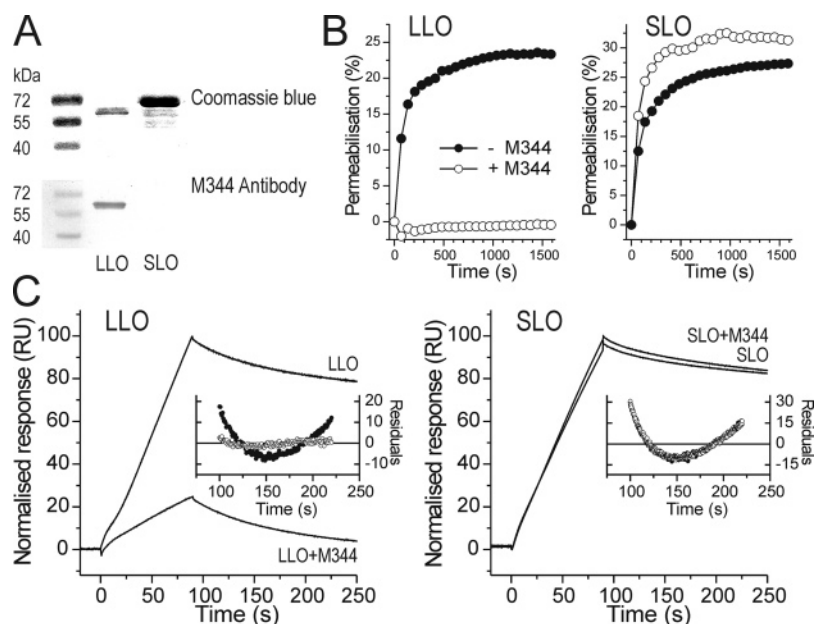 A
kDa
72
55
40
Coomassie blue
72
55
40
M344 Antibody
LLO SLO
B
LLO
Permeabilisation (%)
25
20
15
10
5
0
- M344
+ M344
0 500 1000 1500
Time (s)
SLO
Permeabilisation (%)
30
25
20
15
10
5
0
0 500 1000 1500
Time (s)
C
LLO
Normalised response (RU)
100
80
60
40
20
0
LLO
LLO+M344
20
10
0
-10
Residuals
100 150 200 250
Time (s)
0 50 100 150 200 250
Time (s)
SLO
Normalised response (RU)
100
80
60
40
20
0
SLO+M344
SLO
30
15
0
-15
Residuals
100 150 200 250
Time (s)
0 50 100 150 200 250
Time (s)